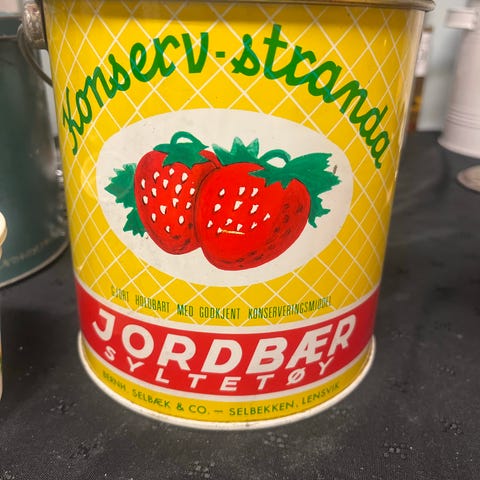 Konserv-stranda
GJORT HOLDBART MED GODKJENT KONSERVERINGSMIDDEL
JORDBÆR
SYLTETØY
BERNH. SELBÆK & CO. — SELBEKKEN, LENSVIK